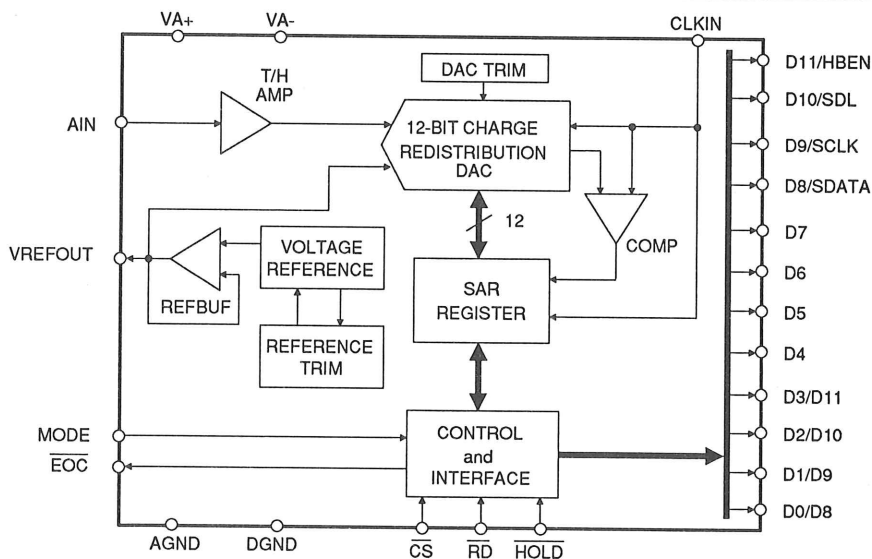 VA+
VA-
CLKIN
T/H
AMP
DAC TRIM
D11/HBEN
D10/SDL
AIN
12-BIT CHARGE
REDISTRIBUTION
DAC
D9/SCLK
D8/SDATA
12
COMP
D7
VREFOUT
REFBUF
VOLTAGE
REFERENCE
SAR
REGISTER
D6
D5
REFERENCE
TRIM
D4
D3/D11
MODE
EOC
CONTROL
and
INTERFACE
D2/D10
D1/D9
D0/D8
AGND
DGND
CS
RD
HOLD